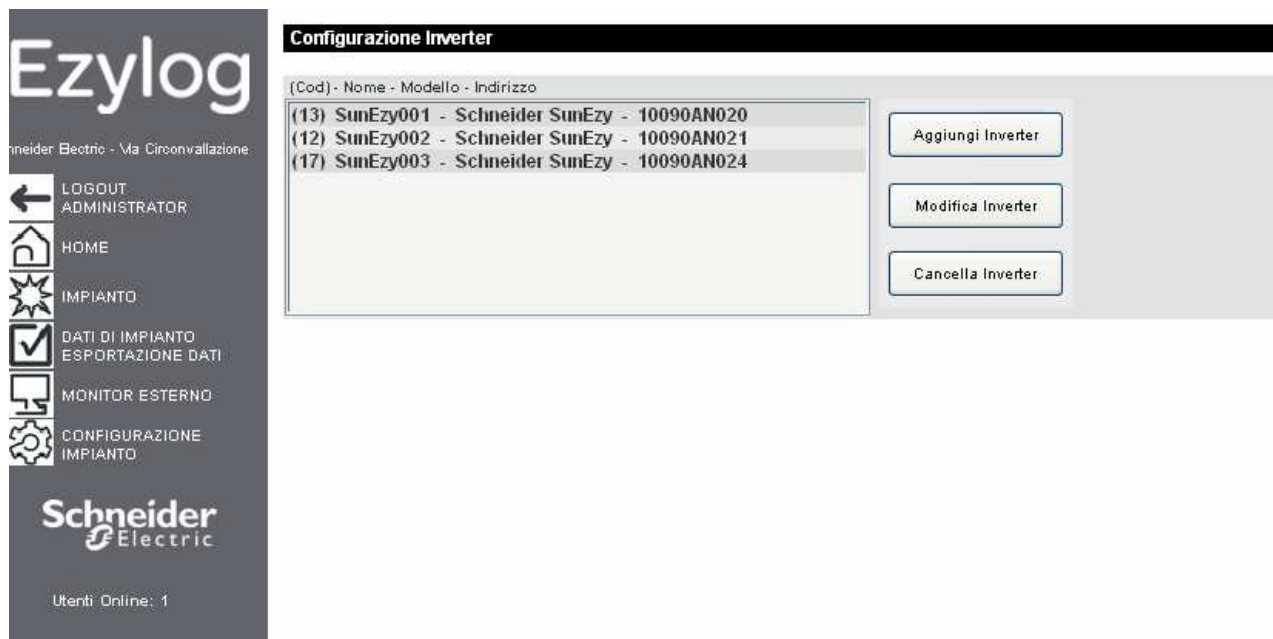 Ezylog
hneider Electric - Via Circonvallazione
LOGOUT
ADMINISTRATOR
HOME
IMPIANTO
DATI DI IMPIANTO
ESPORTAZIONE DATI
MONITOR ESTERNO
CONFIGURAZIONE
IMPIANTO
Schneider
Electric
Utenti Online: 1
Configurazione Inverter
(Cod) - Nome - Modello - Indirizzo
(13) SunEzy001 - Schneider SunEzy - 10090AN020
(12) SunEzy002 - Schneider SunEzy - 10090AN021
(17) SunEzy003 - Schneider SunEzy - 10090AN024
Aggiungi Inverter
Modifica Inverter
Cancella Inverter